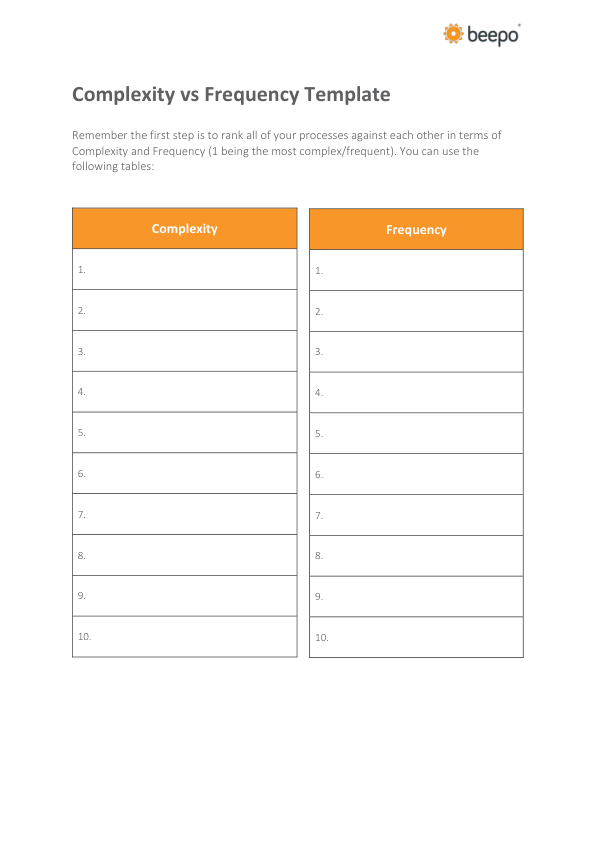 beepo
Complexity vs Frequency Template
Remember the first step is to rank all of your processes against each other in terms of
Complexity and Frequency (1 being the most complex/frequent). You can use the
following tables:
Complexity
1.
2.
3.
4.
5.
6.
7.
8.
9.
10.
Frequency
1.
2.
3.
4.
5.
6.
7.
8.
9.
10.